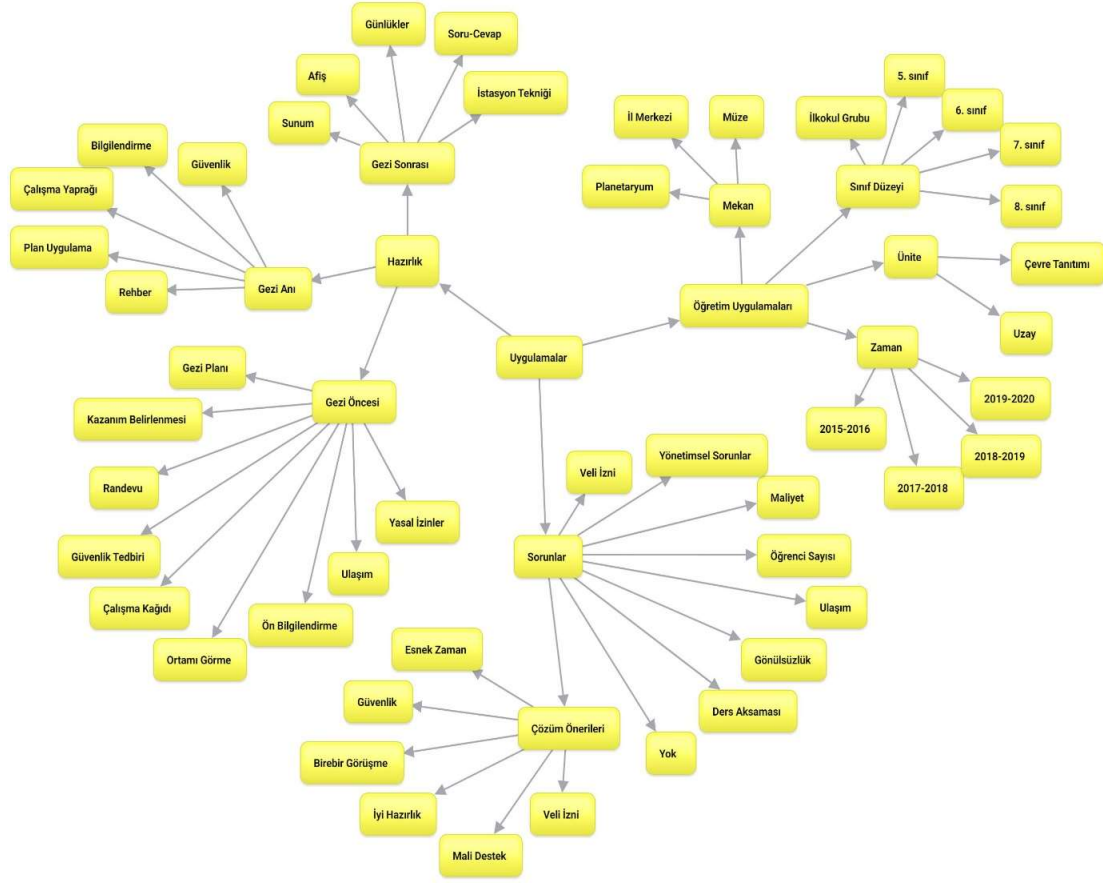 Günlükler
Soru-Cevap
Afiş
İstasyon Tekniği
Sunum
Gezi Sonrası
Bilgilendirme
Güvenlik
Çalışma Yaprağı
Plan Uygulama
Rehber
Gezi Anı
Hazırlık
5. sınıf
6. sınıf
İlkokul Grubu
7. sınıf
8. sınıf
Sınıf Düzeyi
İl Merkezi
Müze
Planetaryum
Mekan
Ünite
Çevre Tanıtımı
Uzay
Öğretim Uygulamaları
Zaman
2019-2020
2015-2016
2018-2019
2017-2018
Uygulamalar
Gezi Planı
Gezi Öncesi
Kazanım Belirlenmesi
Randevu
Yasal İzinler
Güvenlik Tedbiri
Ulaşım
Çalışma Kağıdı
Ön Bilgilendirme
Ortamı Görme
Veli İzni
Yönetimsel Sorunlar
Maliyet
Sorunlar
Öğrenci Sayısı
Ulaşım
Gönülsüzlük
Ders Aksaması
Yok
Esnek Zaman
Güvenlik
Çözüm Önerileri
Birebir Görüşme
İyi Hazırlık
Veli İzni
Mali Destek